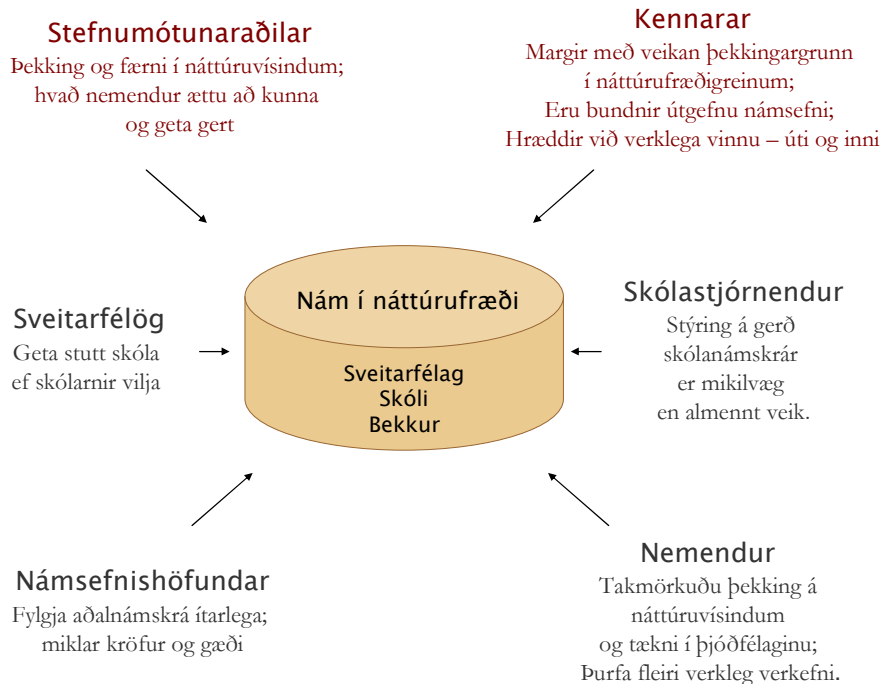 Stefnumótunaraðilar
Þekking og færni í náttúruvísindum;
hvað nemendur ættu að kunna
og geta gert
Kennarar
Margir með veikan þekkingargrunn
í náttúrufræðigreinum;
Eru bundnir útgefnu námsefni;
Hræddir við verklega vinnu – úti og inni
Nám í náttúrufræði
Sveitarfélag
Skóli
Bekkur
Sveitarfélög
Geta stutt skóla
ef skólarnir vilja
Skólastjórnendur
Stýring á gerð
skólanámskrár
er mikilvæg
en almennt veik.
Námsefnishöfundar
Fylgja aðalnámskrá ítarlega;
miklar kröfur og gæði
Nemendur
Takmörkuðu þekking á
náttúruvísindum
og tækni í þjóðfélaginu;
Þurfa fleiri verkleg verkefni.